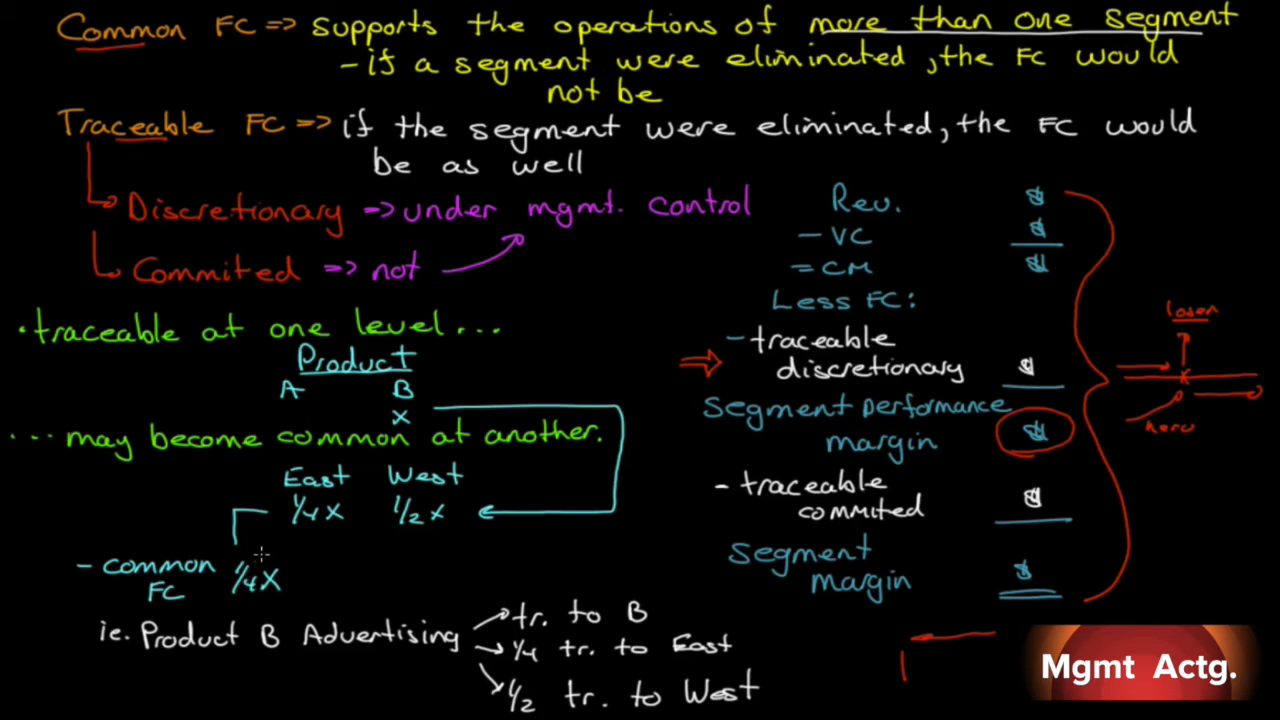 Common FC => supports the operations of more than one segment
- if a segment were eliminated, the FC would
not be
Traceable FC => if the segment were eliminated, the FC would
be as well
Discretionary => under mgmt. control
Commited => not
• traceable at one level...
Product
A B
X
... may become common at another.
East West
1/4 X 1/2 X
- common 1/4 X
FC
ie. Product B Advertising
tr. to B
1/4 tr. to East
1/2 tr. to West
Rev. $
- VC $
= CM $
Less FC:
- traceable
discretionary $
Segment performance
margin $
- traceable
commited $
Segment
margin $
loser
x
o
hero
Mgmt Actg.